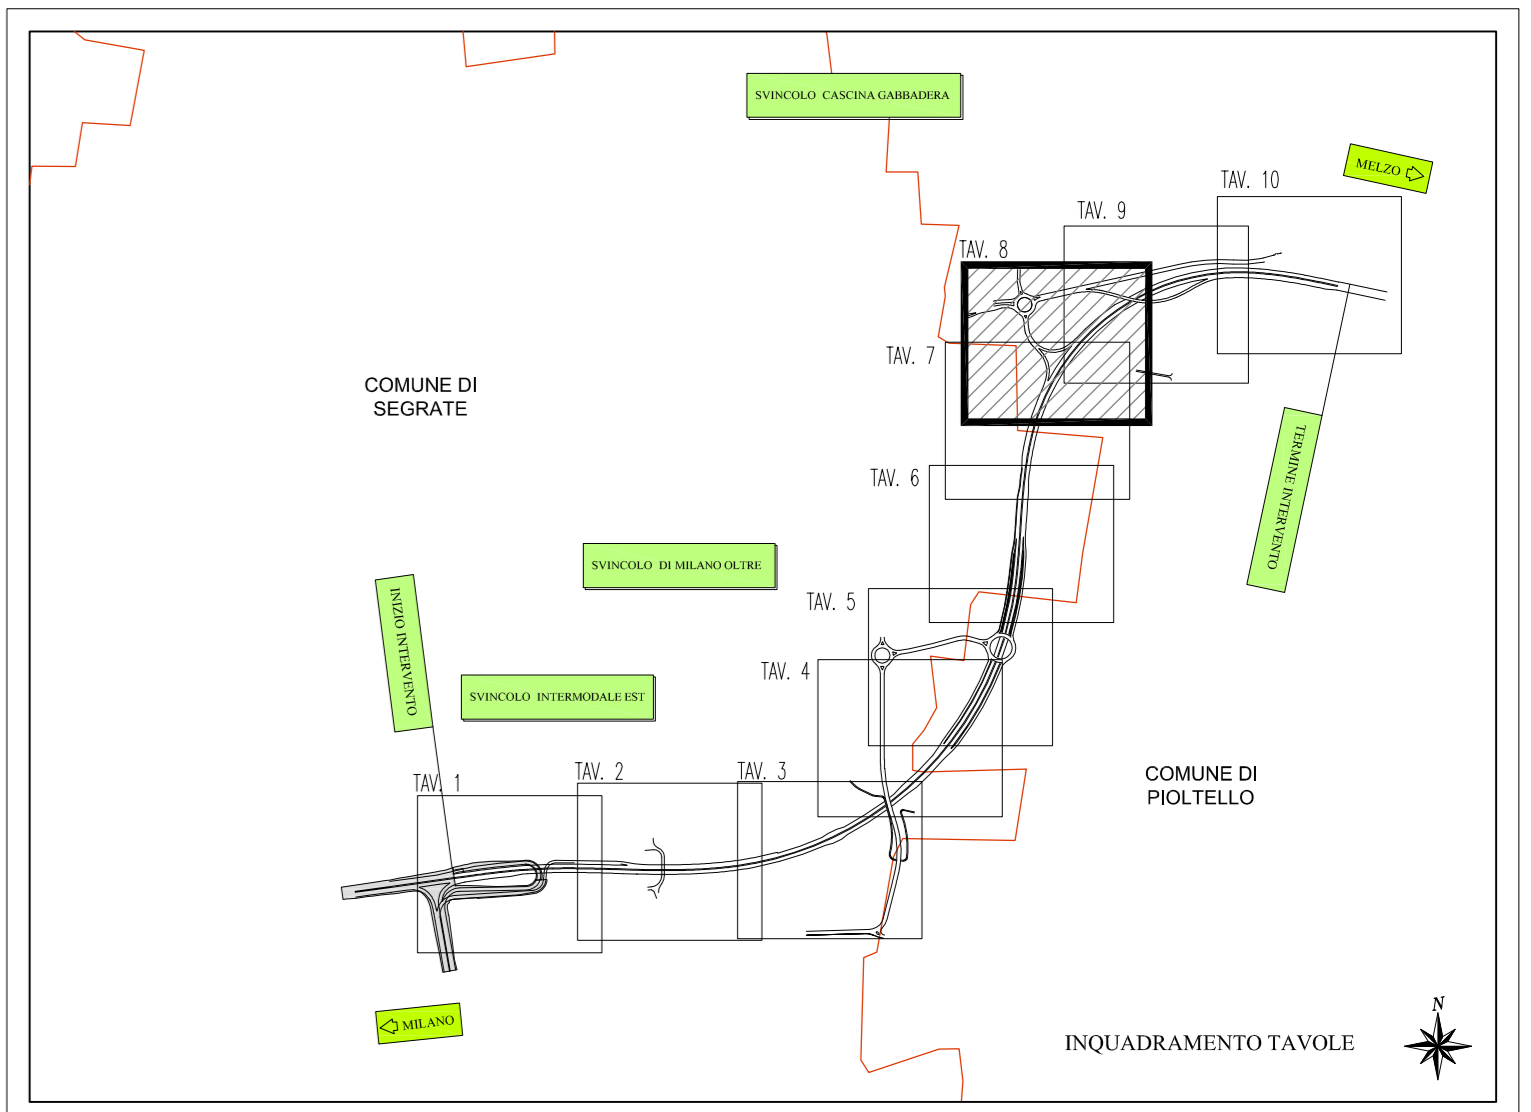 SVINCOLO CASCINA GABBADERA
MELZO
TAV. 10
TAV. 9
TAV. 8
TAV. 7
COMUNE DI
SEGRATE
TERMINE INTERVENTO
TAV. 6
SVINCOLO DI MILANO OLTRE
INIZIO INTERVENTO
TAV. 5
TAV. 4
SVINCOLO INTERMODALE EST
TAV. 3
TAV. 2
TAV. 1
COMUNE DI
PIOLTELLO
MILANO
INQUADRAMENTO TAVOLE
N